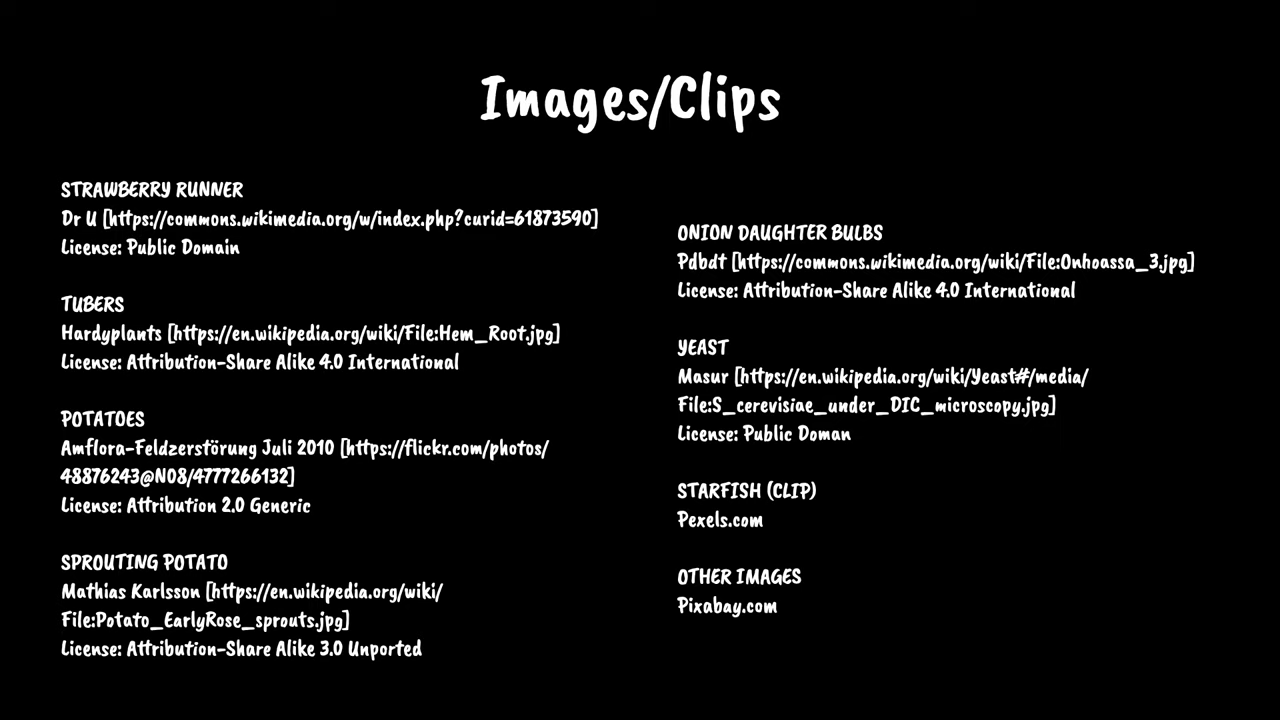 Images/Clips
STRAWBERRY RUNNER
Dr U [https://commons.wikimedia.org/w/index.php?curid=61873590]
License: Public Domain
TUBERS
Hardyplants [https://en.wikipedia.org/wiki/File:Hem_Root.jpg]
License: Attribution-Share Alike 4.0 International
POTATOES
Amflora-Feldzerstörung Juli 2010 [https://flickr.com/photos/
48876243@N08/4777266132]
License: Attribution 2.0 Generic
SPROUTING POTATO
Mathias Karlsson [https://en.wikipedia.org/wiki/
File:Potato_EarlyRose_sprouts.jpg]
License: Attribution-Share Alike 3.0 Unported
ONION DAUGHTER BULBS
Pdbdt [https://commons.wikimedia.org/wiki/File:Onhoassa_3.jpg]
License: Attribution-Share Alike 4.0 International
YEAST
Masur [https://en.wikipedia.org/wiki/Yeast#/media/
File:S_cerevisiae_under_DIC_microscopy.jpg]
License: Public Doman
STARFISH (CLIP)
Pexels.com
OTHER IMAGES
Pixabay.com